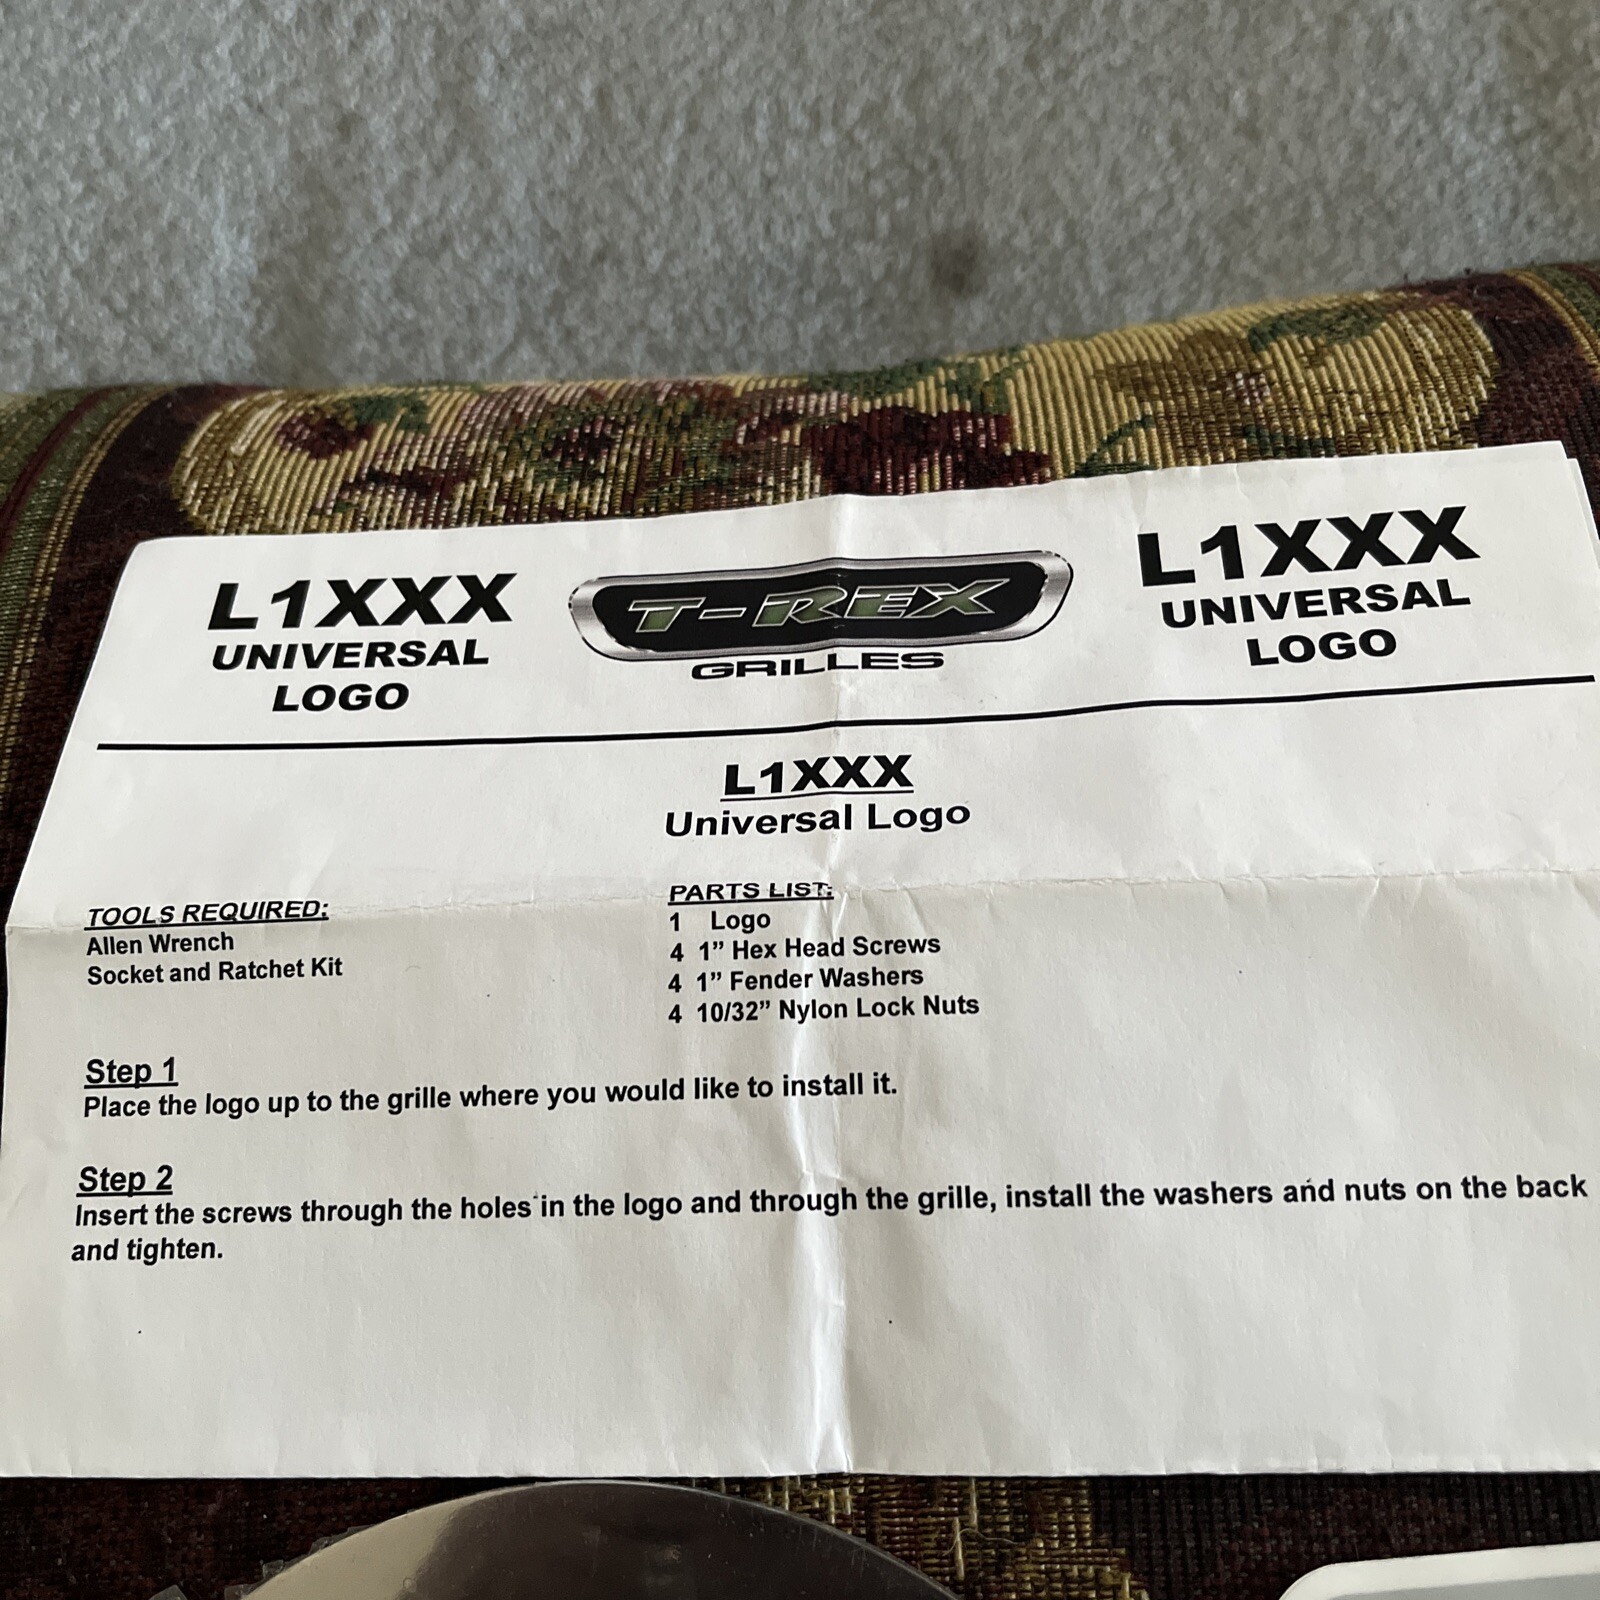 L1XXX
UNIVERSAL
LOGO
T-REX
GRILLES
L1XXX
UNIVERSAL
LOGO
L1XXX
Universal Logo
TOOLS REQUIRED:
Allen Wrench
Socket and Ratchet Kit
PARTS LIST:
1 Logo
4 1” Hex Head Screws
4 1” Fender Washers
4 10/32” Nylon Lock Nuts
Step 1
Place the logo up to the grille where you would like to install it.
Step 2
Insert the screws through the holes in the logo and through the grille, install the washers and nuts on the back
and tighten.